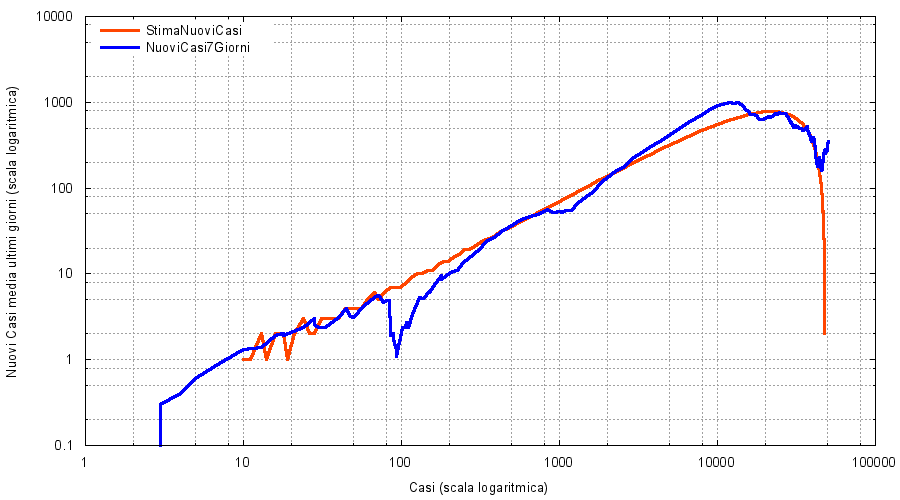 10000
StimaNuoviCasi
NuoviCasi7Giorni
1000
100
10
1
0.1
Nuovi Casi media ultimi giorni (scala logaritmica)
1 10 100 1000 10000 100000
Casi (scala logaritmica)